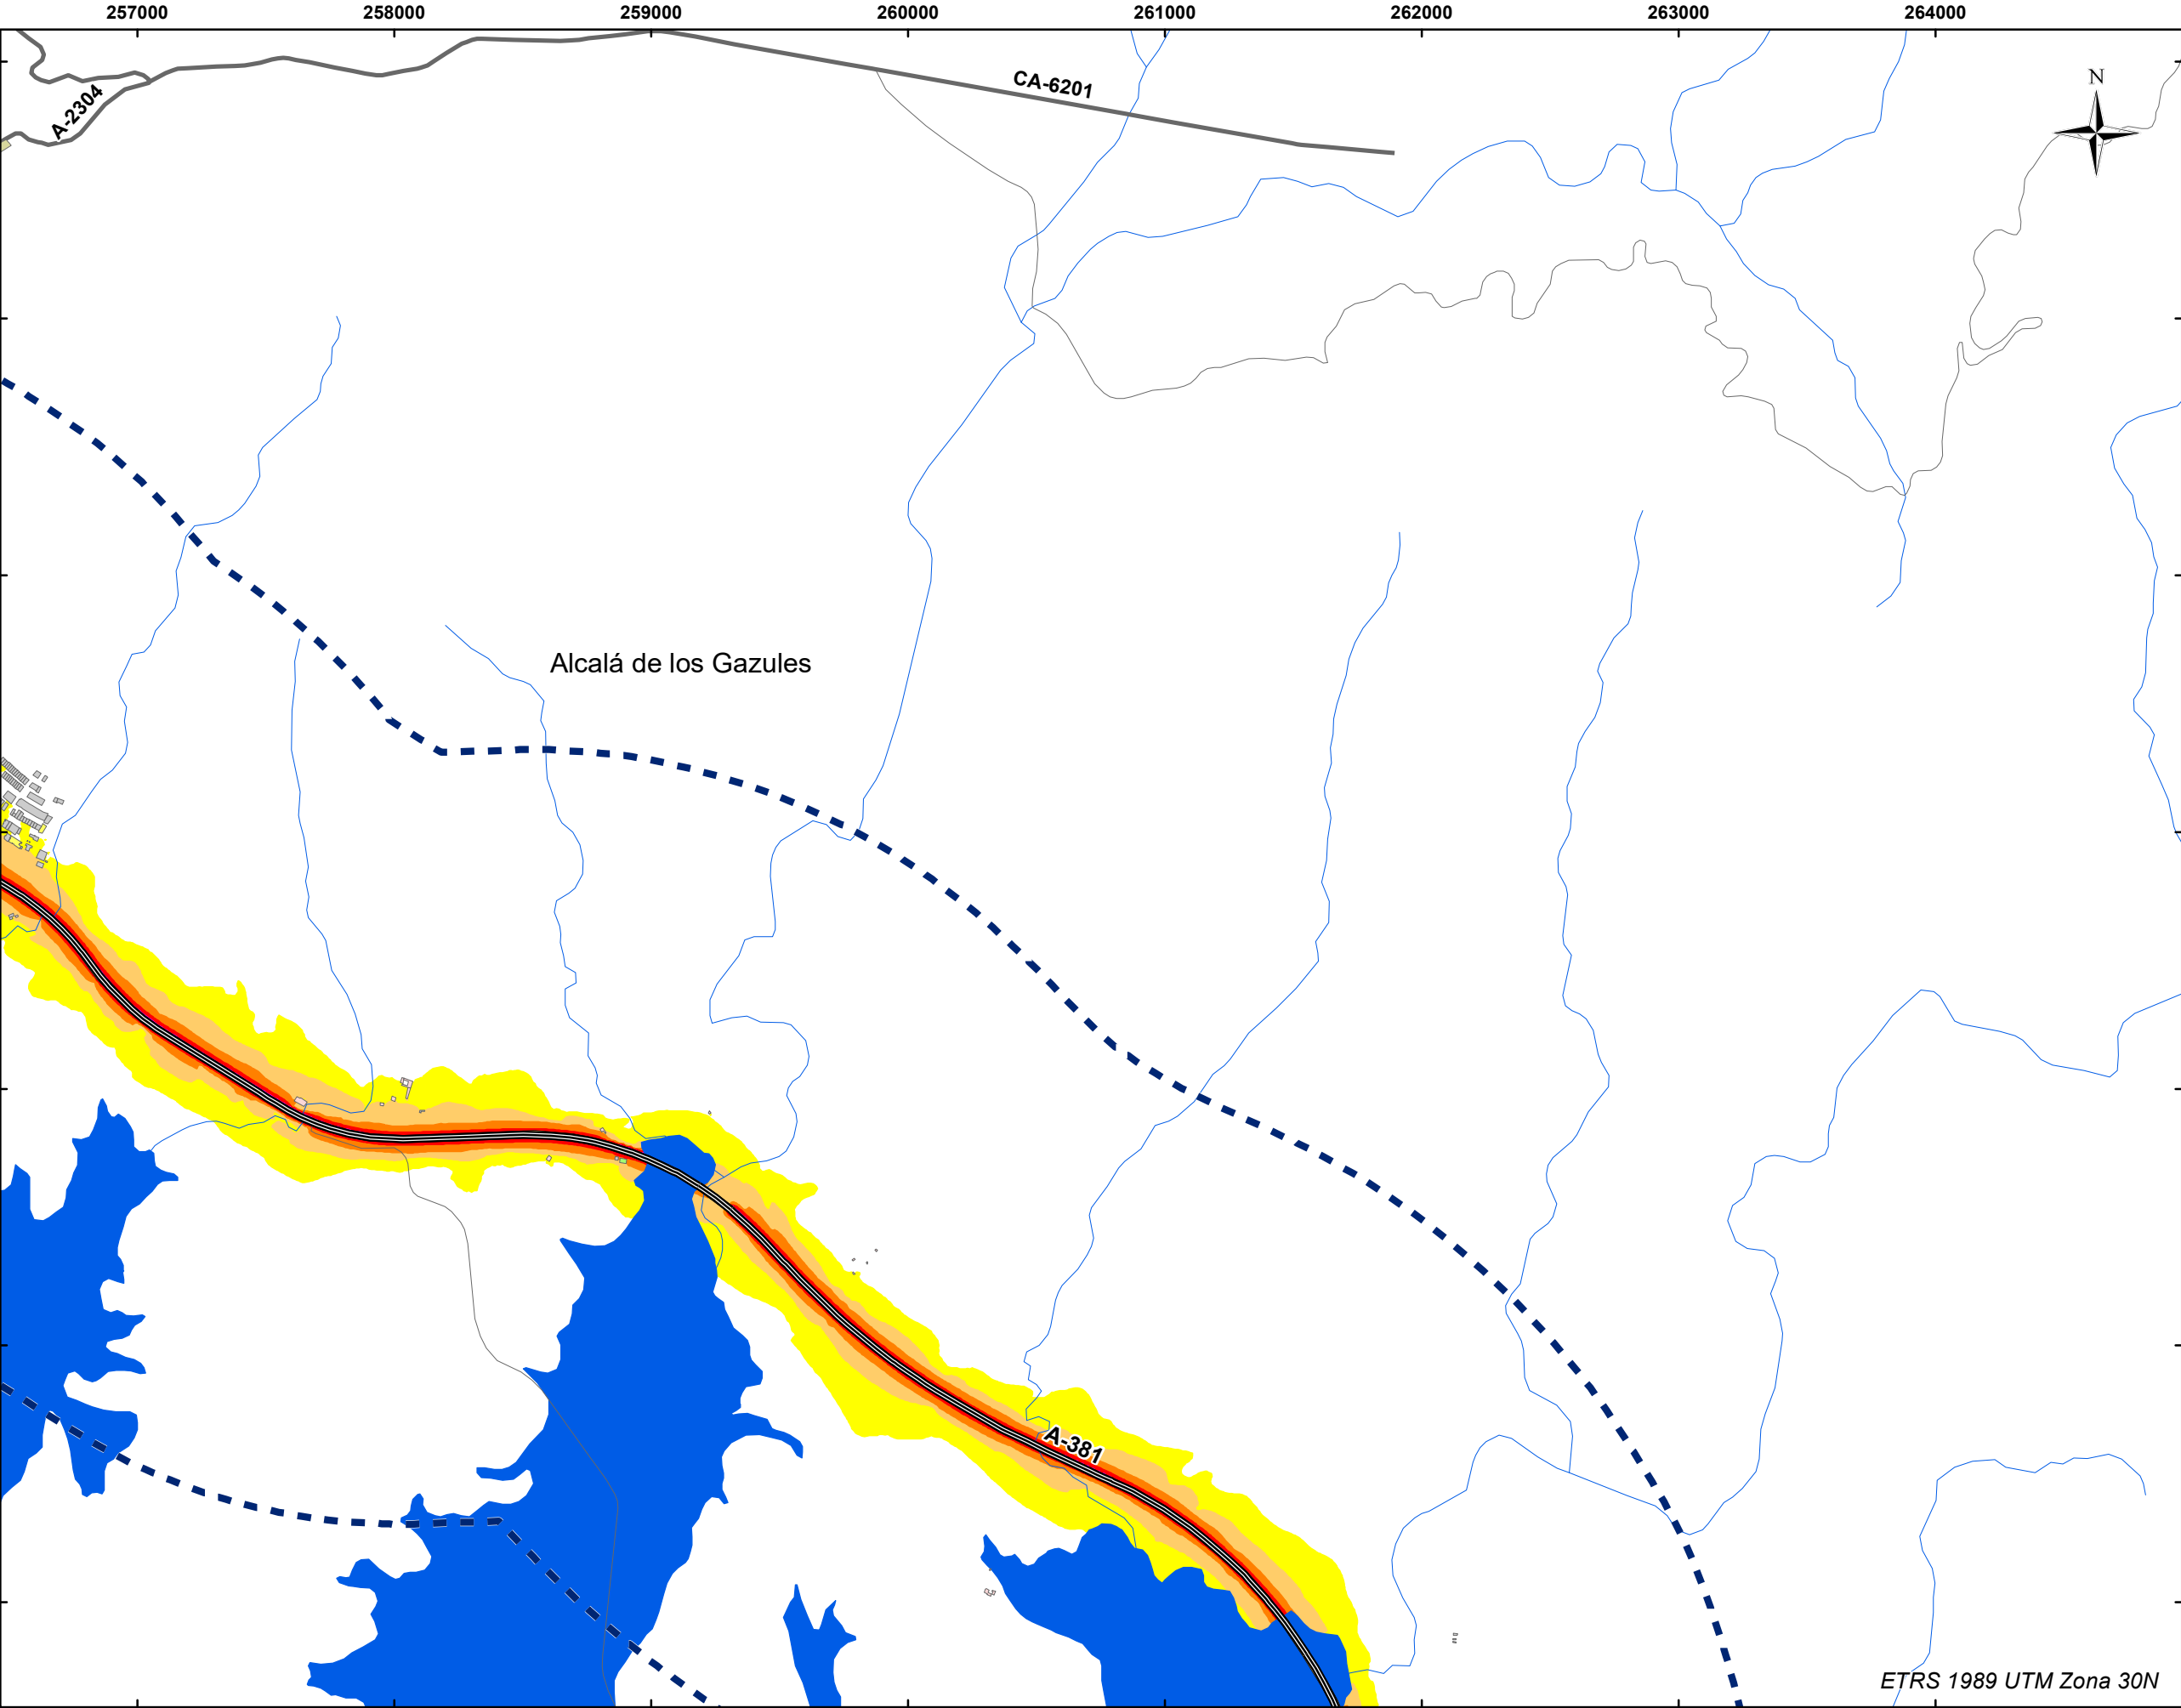 257000 258000 259000 260000 261000 262000 263000 264000
N
CA-6201
A-2304
Alcalá de los Gazules
A-381
ETRS 1989 UTM Zona 30N